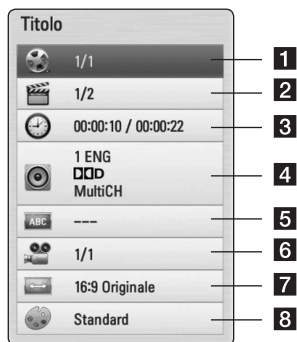 Titolo
1/1 1
1/2 2
00:00:10 / 00:00:22 3
1 ENG
D
MultiCH 4
ABC --- 5
1/1 6
16:9 Originale 7
Standard 8